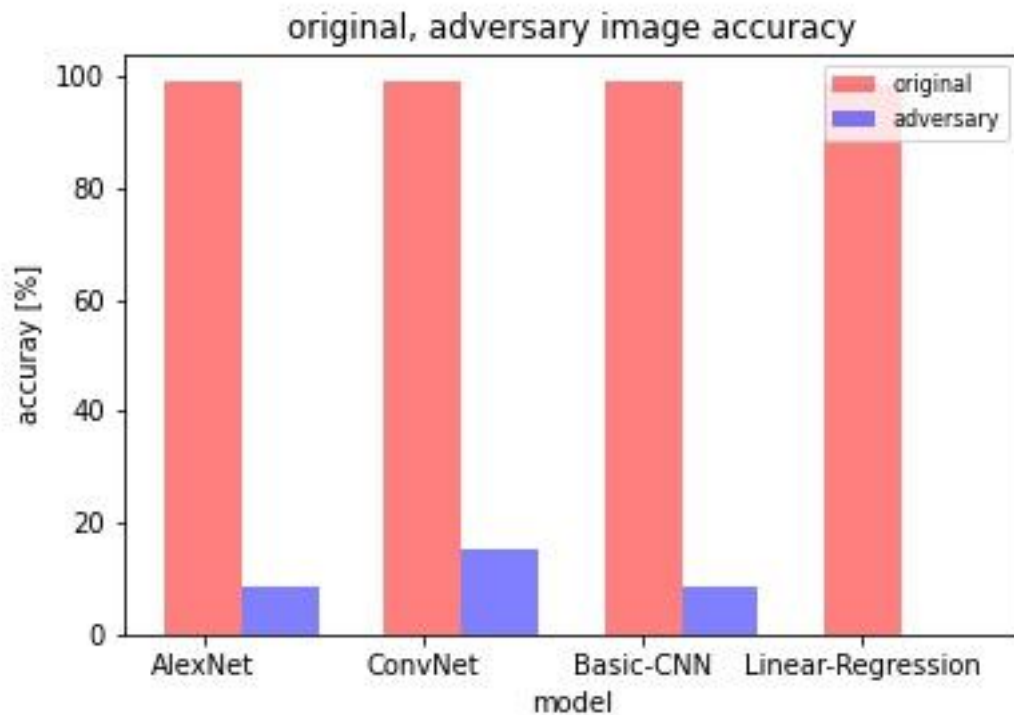 original, adversary image accuracy
original
adversary
100
80
60
40
20
0
accuray [%]
AlexNet ConvNet Basic-CNN Linear-Regression
model